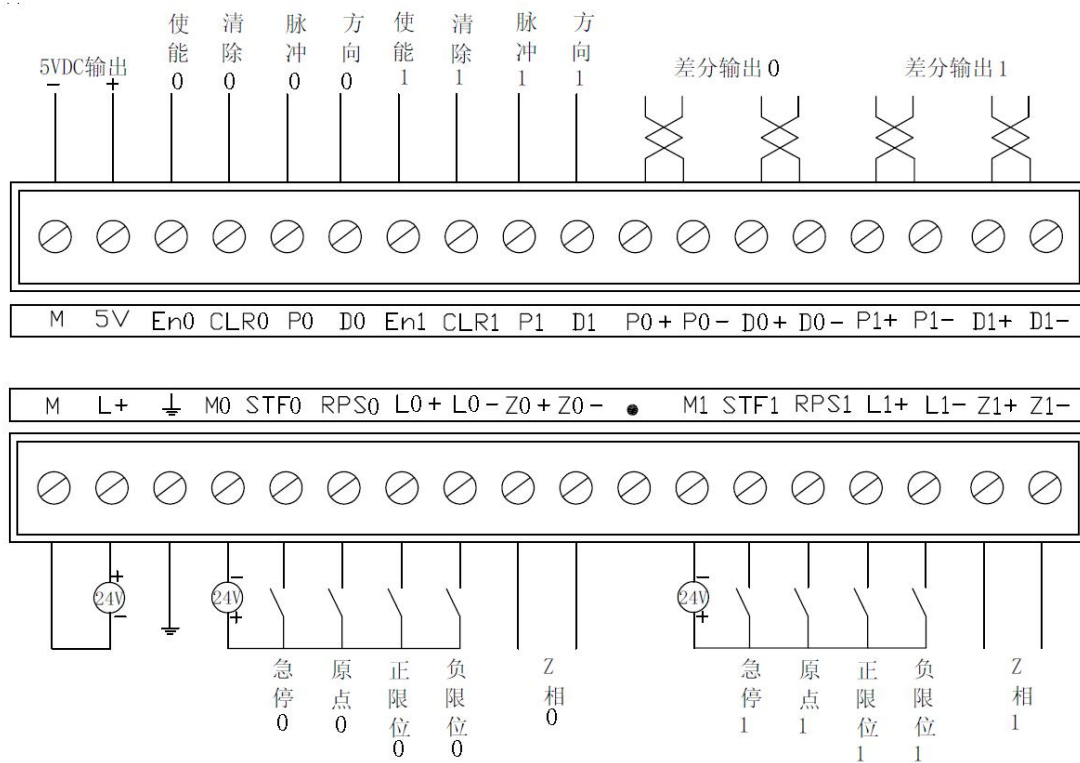 5VDC输出
- +
使能0
清除0
脉冲0
方向0
使能1
清除1
脉冲1
方向1
差分输出0
差分输出1
M 5V En0 CLR0 P0 D0 En1 CLR1 P1 D1 P0+ P0- D0+ D0- P1+ P1- D1+ D1-
M L+ M0 STF0 RPS0 L0+ L0- Z0+ Z0- M1 STF1 RPS1 L1+ L1- Z1+ Z1-
+ 24V -
- 24V +
- 24V +
急停0
原点0
正限位0
负限位0
Z相0
急停1
原点1
正限位1
负限位1
Z相1